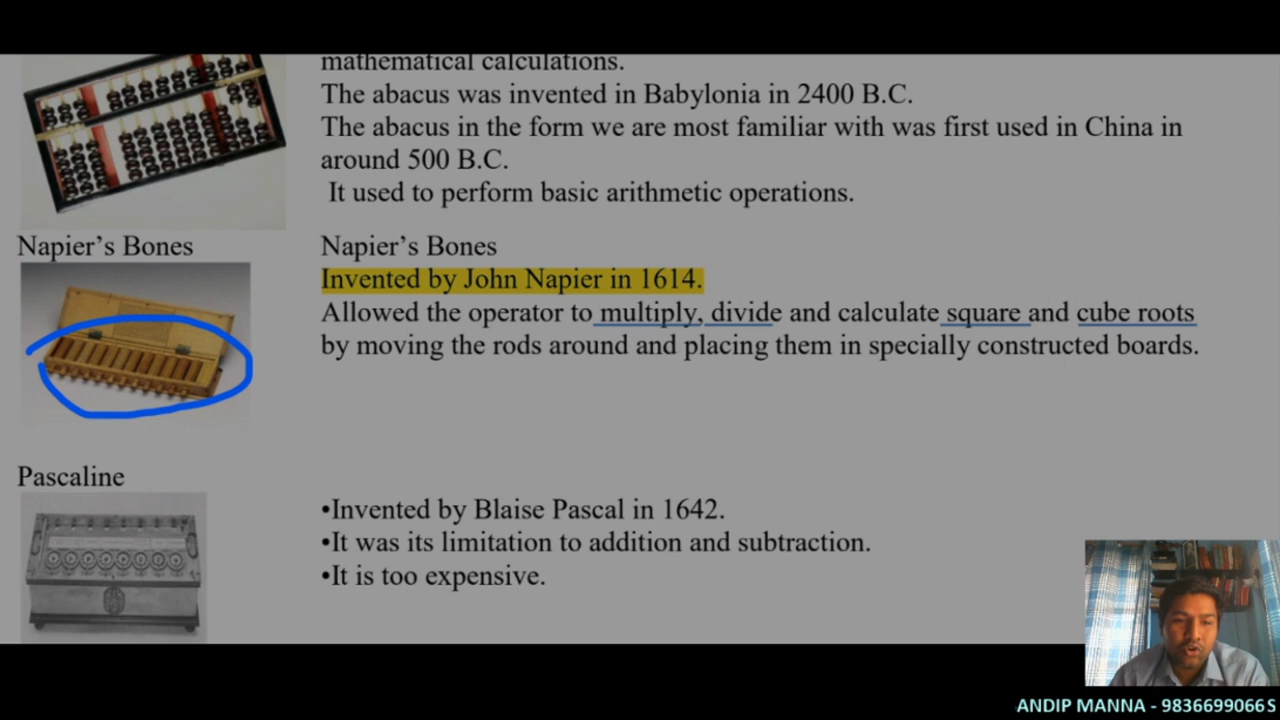 mathematical calculations.
The abacus was invented in Babylonia in 2400 B.C.
The abacus in the form we are most familiar with was first used in China in
around 500 B.C.
It used to perform basic arithmetic operations.
Napier’s Bones
Napier’s Bones
Invented by John Napier in 1614.
Allowed the operator to multiply, divide and calculate square and cube roots
by moving the rods around and placing them in specially constructed boards.
Pascaline
•Invented by Blaise Pascal in 1642.
•It was its limitation to addition and subtraction.
•It is too expensive.
ANDIP MANNA - 9836699066 S